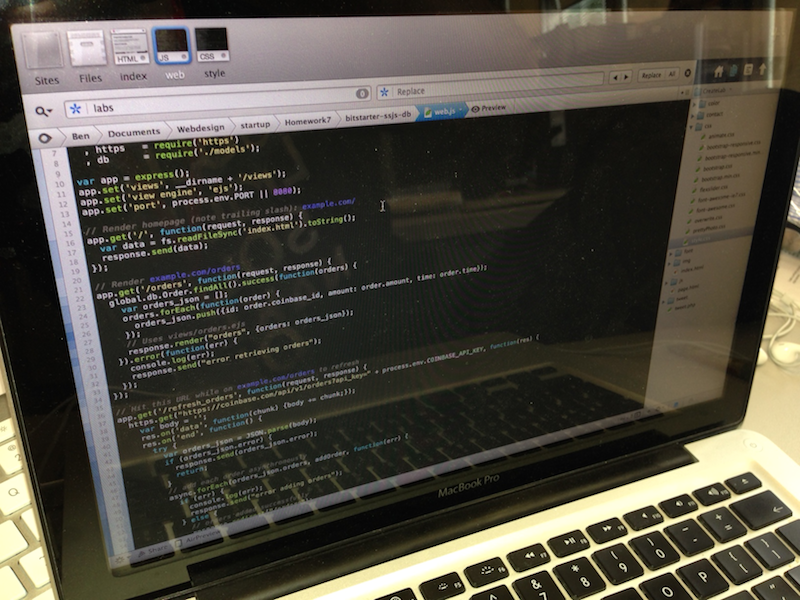 HTML
JS
CSS
Sites
Files
index
web
style
labs
0
Replace
Replace
All
Ben
Documents
Webdesign
startup
Homework7
bitstarter-ssjs-db
web.js
Preview
7 , https = require('https')
8 , db = require('./models');
9
10 var app = express();
11 app.set('views', __dirname + '/views');
12 app.set('view engine', 'ejs');
13 app.set('port', process.env.PORT || 8080);
14
15 // Render homepage (note trailing slash): example.com/
16 app.get('/', function(request, response) {
17 var data = fs.readFileSync('index.html').toString();
18 response.send(data);
19 });
20
21 // Render example.com/orders
22 app.get('/orders', function(request, response) {
23 global.db.Order.findAll().success(function(orders) {
24 var orders_json = [];
25 orders.forEach(function(order) {
26 orders_json.push({id: order.coinbase_id, amount: order.amount, time: order.time});
27 });
28 // Uses views/orders.ejs
29 response.render("orders", {orders: orders_json});
30 }).error(function(err) {
31 console.log(err);
32 response.send("error retrieving orders");
33 });
34 });
35
36 // Hit this URL while on example.com/orders to refresh
37 app.get('/refresh_orders', function(request, response) {
38 https.get("https://coinbase.com/api/v1/orders?api_key=" + process.env.COINBASE_API_KEY, function(res) {
39 var body = '';
40 res.on('data', function(chunk) {body += chunk;});
41 res.on('end', function() {
42 try {
43 var orders_json = JSON.parse(body);
44 if (orders_json.error) {
45 response.send(orders_json.error);
46 return;
47 }
48 // add each order asynchronously
49 async.forEach(orders_json.orders, addOrder, function(err) {
50 if (err) {
51 console.log(err);
52 response.send("error adding orders");
53 } else {
MacBook Pro
F5
F6
F7
F8
F9
F10
F11
F12
&
7
*
8
(
9
)
0
-
+
=
O
P
{
[
}
]